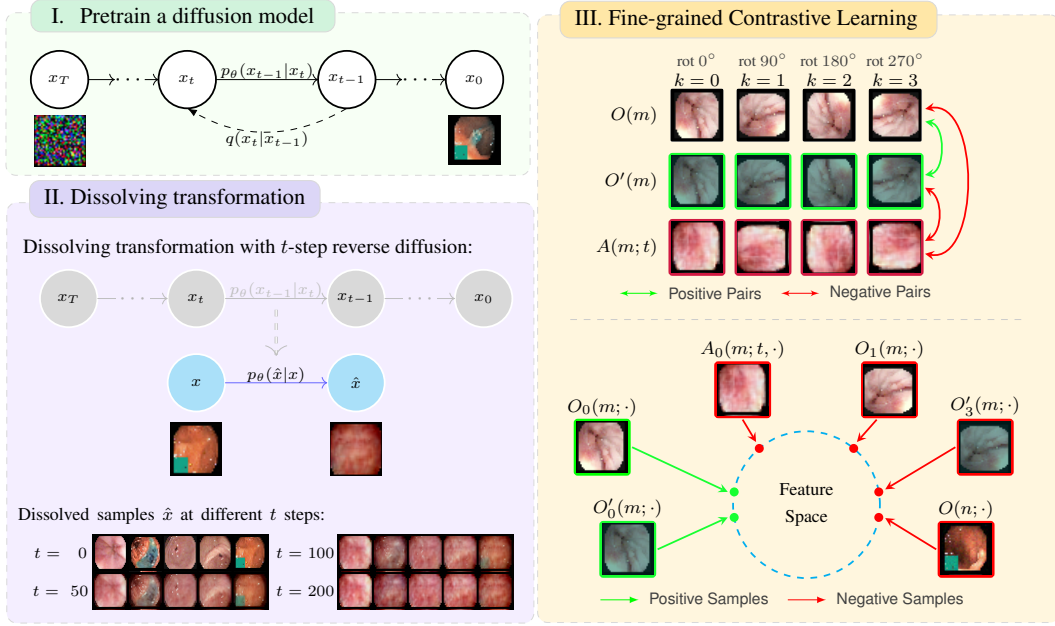 I. Pretrain a diffusion model
x_T ··· x_t p_θ(x_{t−1}|x_t) x_{t−1} ··· x_0
q(x_t|x_{t−1})
II. Dissolving transformation
Dissolving transformation with t-step reverse diffusion:
x_T ··· x_t p_θ(x_{t−1}|x_t) x_{t−1} ··· x_0
x p_θ(x̂|x) x̂
Dissolved samples x̂ at different t steps:
t = 0 t = 100
t = 50 t = 200
III. Fine-grained Contrastive Learning
rot 0° rot 90° rot 180° rot 270°
k = 0 k = 1 k = 2 k = 3
O(m)
O′(m)
A(m; t)
Positive Pairs Negative Pairs
A_0(m; t, ·) O_1(m; ·)
O_0(m; ·) O′_3(m; ·)
Feature
Space
O′_0(m; ·) O(n; ·)
Positive Samples Negative Samples